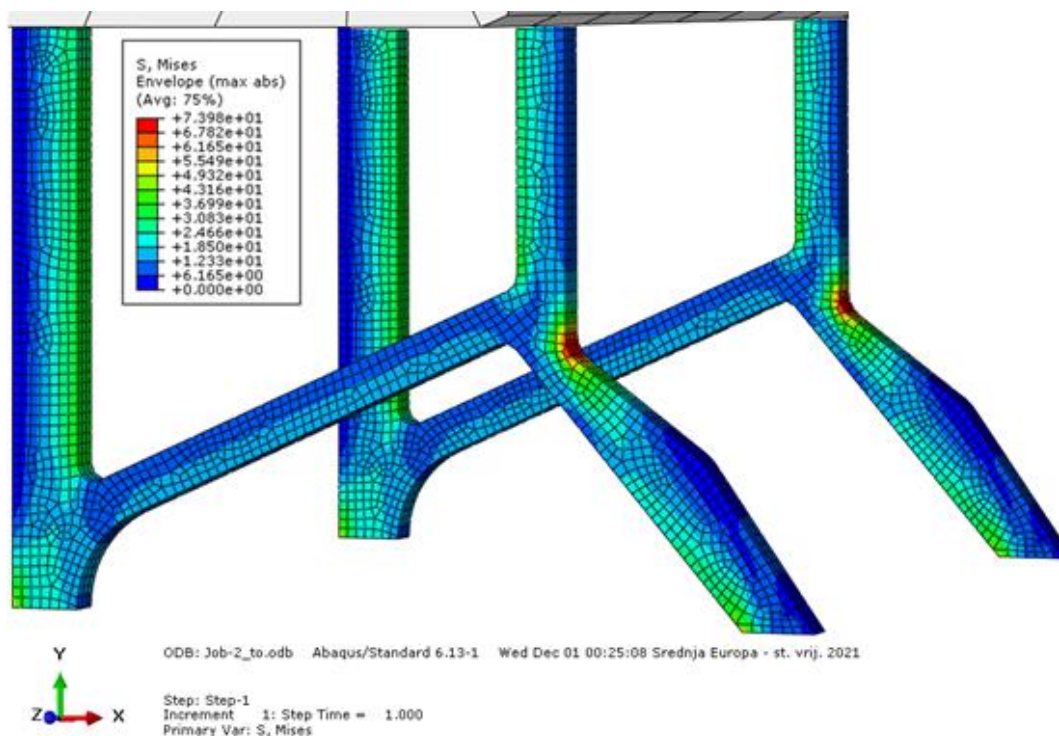 S, Mises
Envelope (max abs)
(Avg: 75%)
+7.398e+01
+6.782e+01
+6.165e+01
+5.549e+01
+4.932e+01
+4.316e+01
+3.699e+01
+3.083e+01
+2.466e+01
+1.850e+01
+1.233e+01
+6.165e+00
+0.000e+00
Y
Z X
ODB: Job-2_to.odb Abaqus/Standard 6.13-1 Wed Dec 01 00:25:08 Srednja Europa - st. vrij. 2021
Step: Step-1
Increment 1: Step Time = 1.000
Primary Var: S, Mises